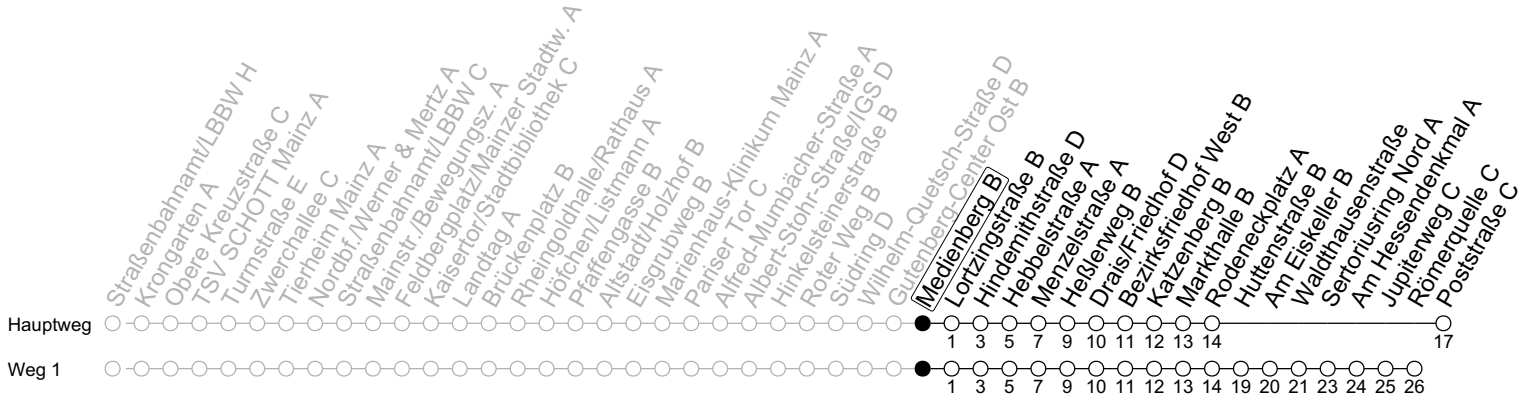 Straßenbahnamt/LBBW H
Krongarten A
Obere Kreuzstraße C
TSV SCHOTT Mainz A
Turmstraße E
Zwerchallee C
Tierheim Mainz A
Nordbf./Werner & Mertz A
Straßenbahnamt/LBBW C
Mainstr./Bewegungsz. A
Feldbergplatz/Mainzer Stadtw. A
Kaisertor/Stadtbibliothek C
Landtag A
Brückenplatz B
Rheingoldhalle/Rathaus A
Höfchen/Listmann A
Pfaffengasse B
Altstadt/Holzhof B
Eisgrubweg B
Marienhaus-Klinikum Mainz A
Pariser Tor C
Alfred-Mumbächer-Straße A
Albert-Stohr-Straße/IGS D
Hinkelsteinerstraße B
Roter Weg B
Südring D
Wilhelm-Quetsch-Straße D
Gutenberg-Center Ost B
Medienberg B
Lortzingstraße B
Hindemithstraße D
Hebbelstraße A
Menzelstraße A
Heßlerweg B
Drais/Friedhof D
Bezirksfriedhof West B
Katzenberg B
Markthalle B
Rodeneckplatz A
Huttenstraße B
Am Eiskeller B
Waldthausenstraße
Sertoriusring Nord A
Am Hessendenkmal A
Jupiterweg C
Römerquelle C
Poststraße C
Hauptweg
1 3 5 7 9 10 11 12 13 14 17
Weg 1
1 3 5 7 9 10 11 12 13 14 19 20 21 23 24 25 26